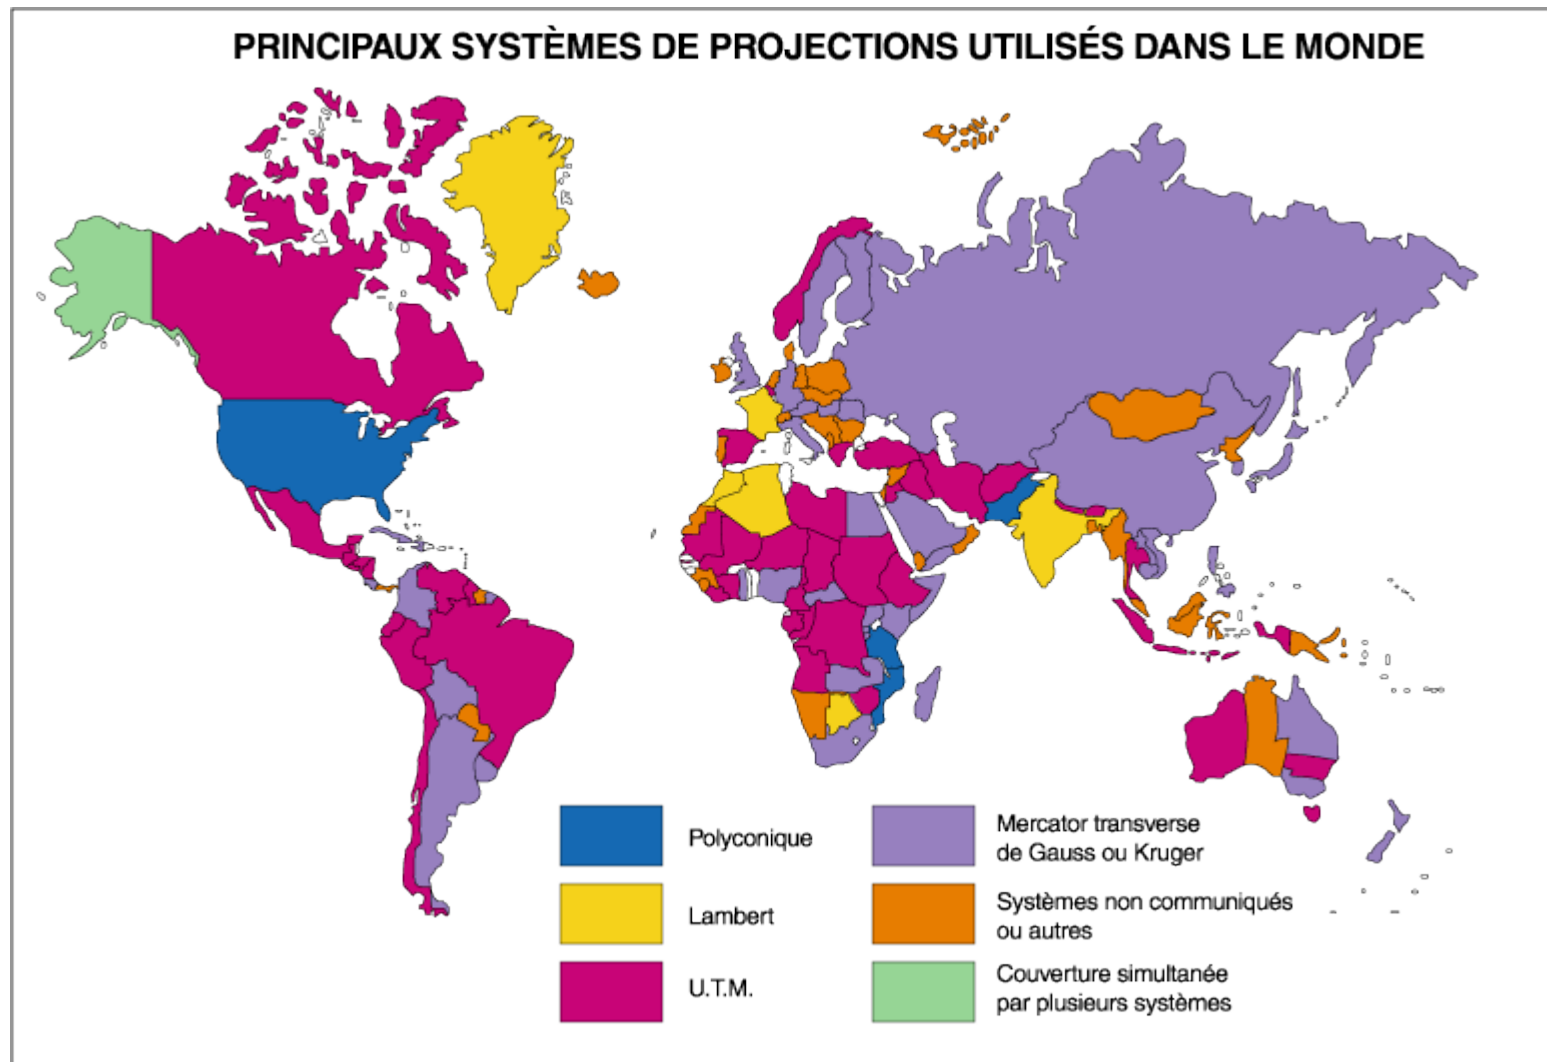 PRINCIPAUX SYSTÈMES DE PROJECTIONS UTILISÉS DANS LE MONDE
Polyconique
Lambert
U.T.M.
Mercator transverse
de Gauss ou Kruger
Systèmes non communiqués
ou autres
Couverture simultanée
par plusieurs systèmes